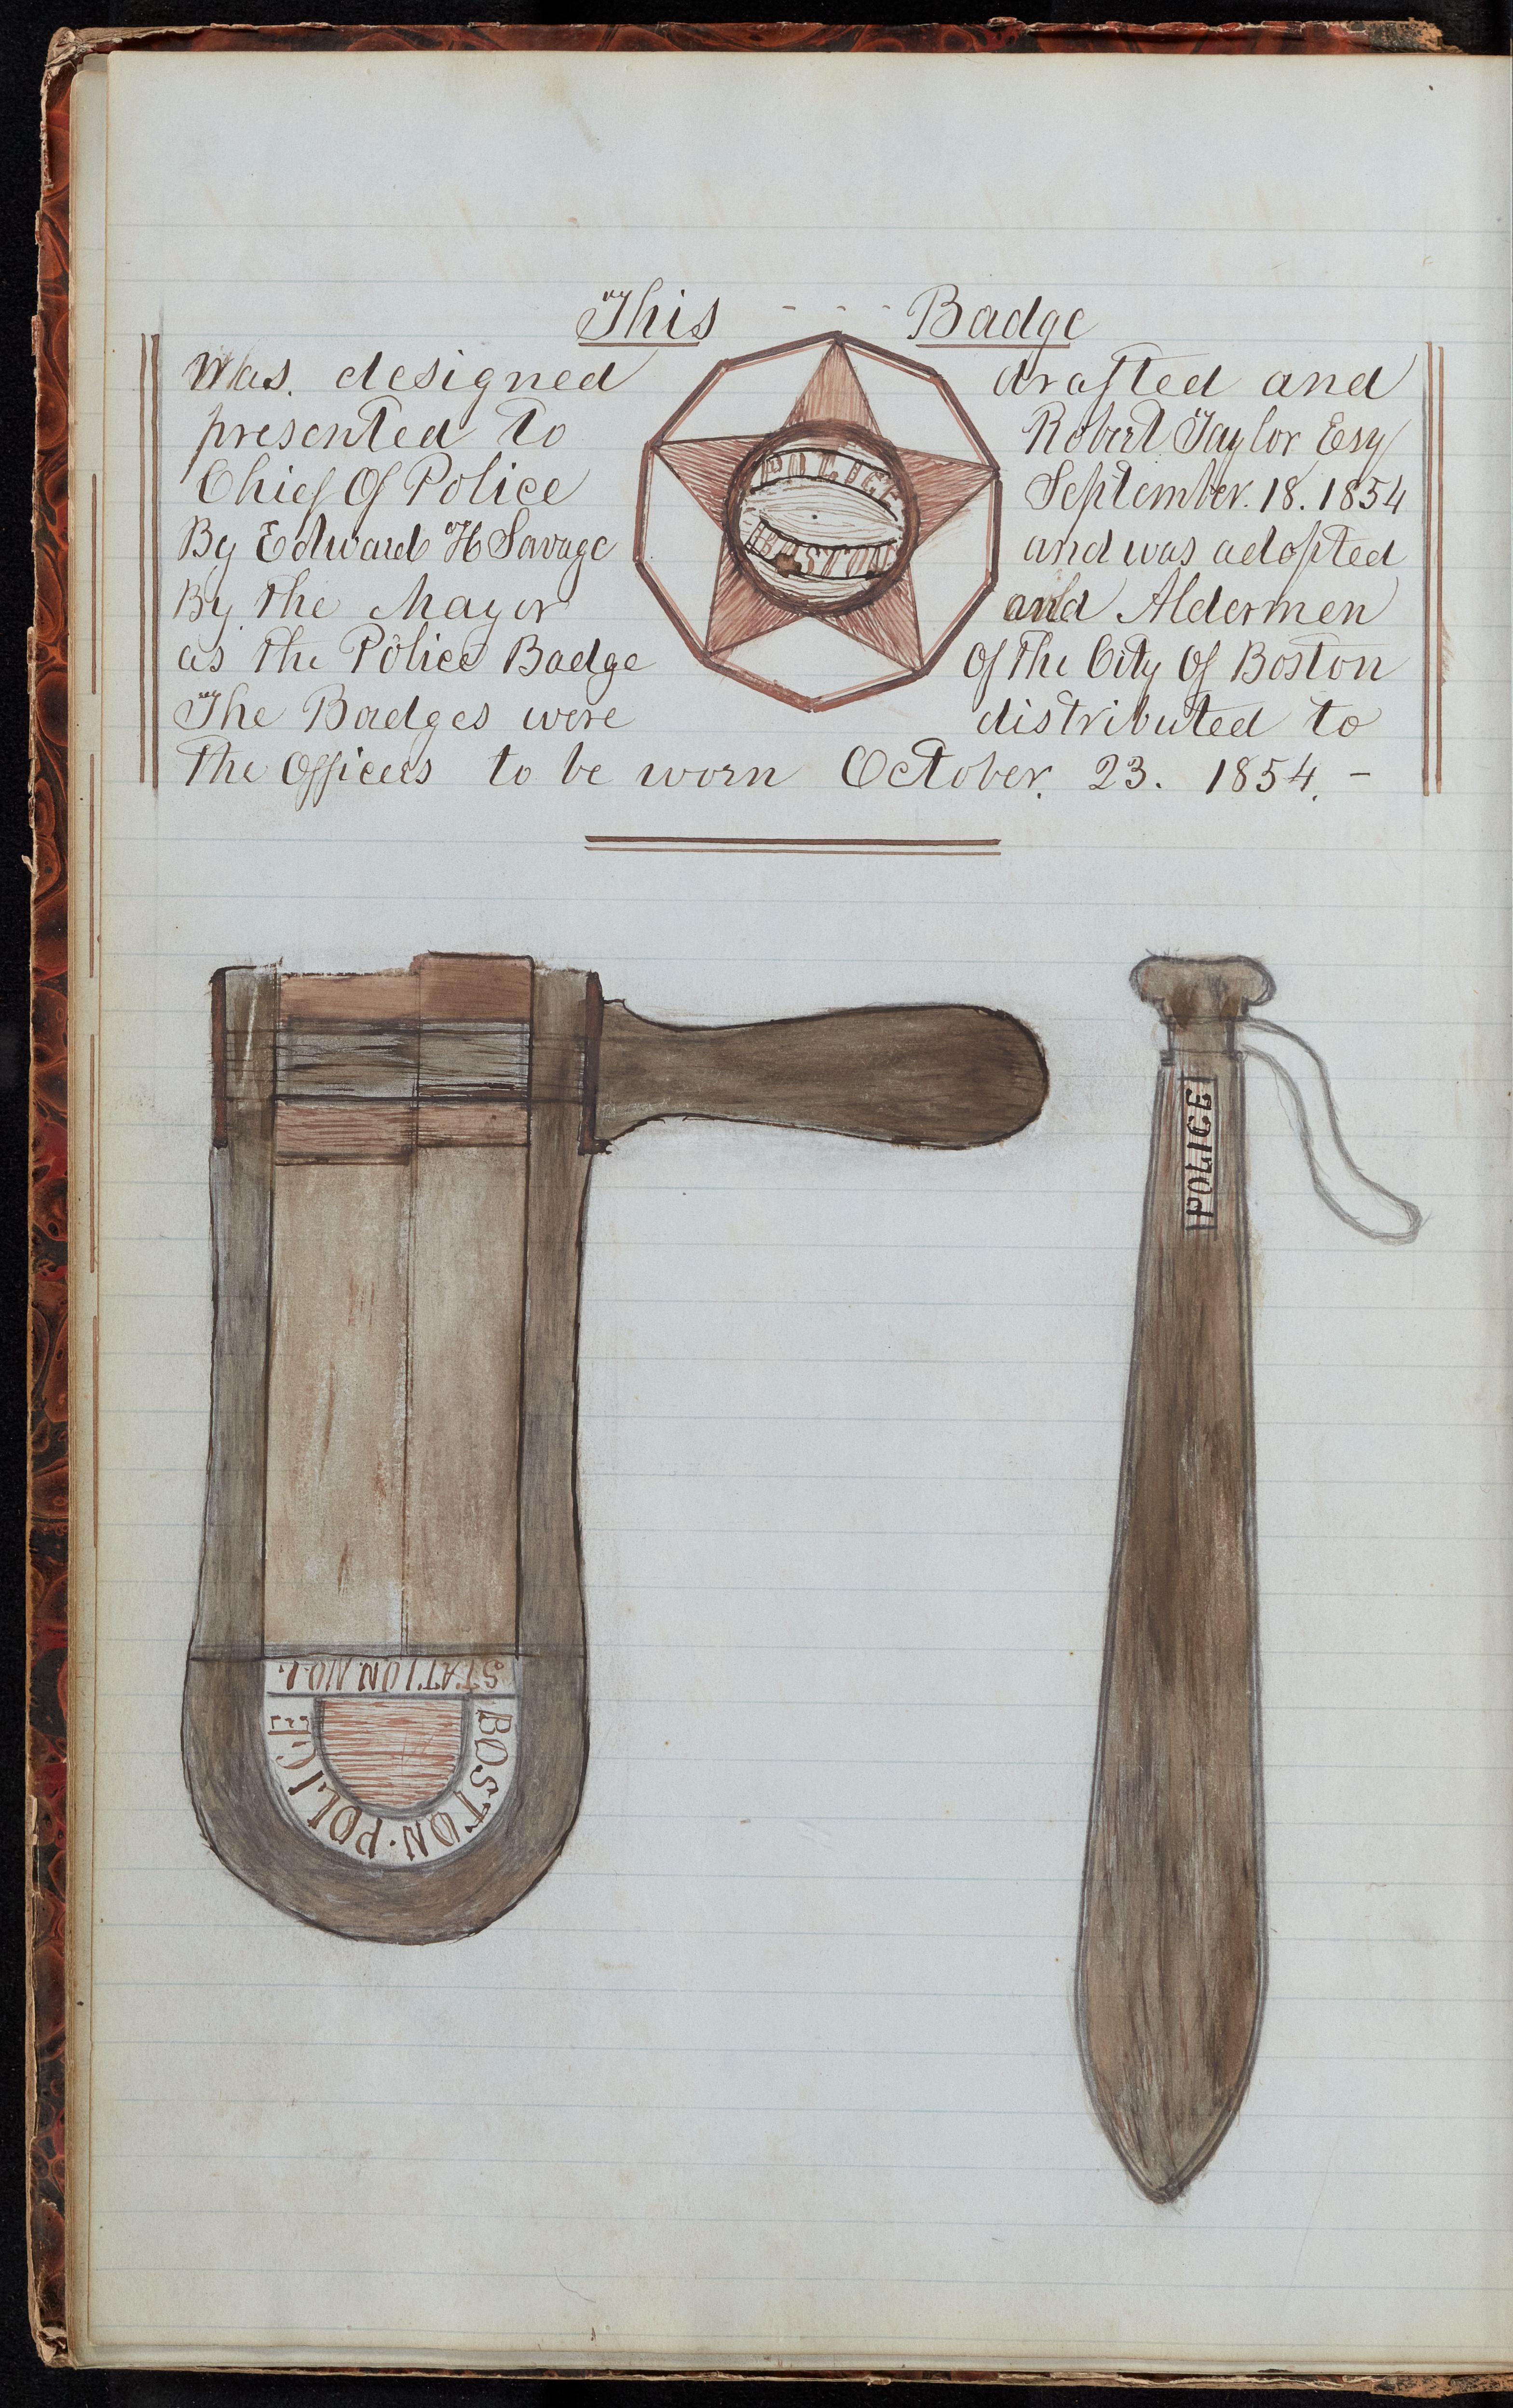 This - - - Badge
Was. designed drafted and
presented to Robert Taylor Esq
Chief Of Police September. 18. 1854
By Edward H Savage and was adopted
By the Mayor and Aldermen
as the Police Badge Of the City Of Boston
The Badges were distributed to
the Officers to be worn October. 23. 1854. -
POLICE
BOSTON
POLICE
STATION NO 1.
BOSTON. POLICE